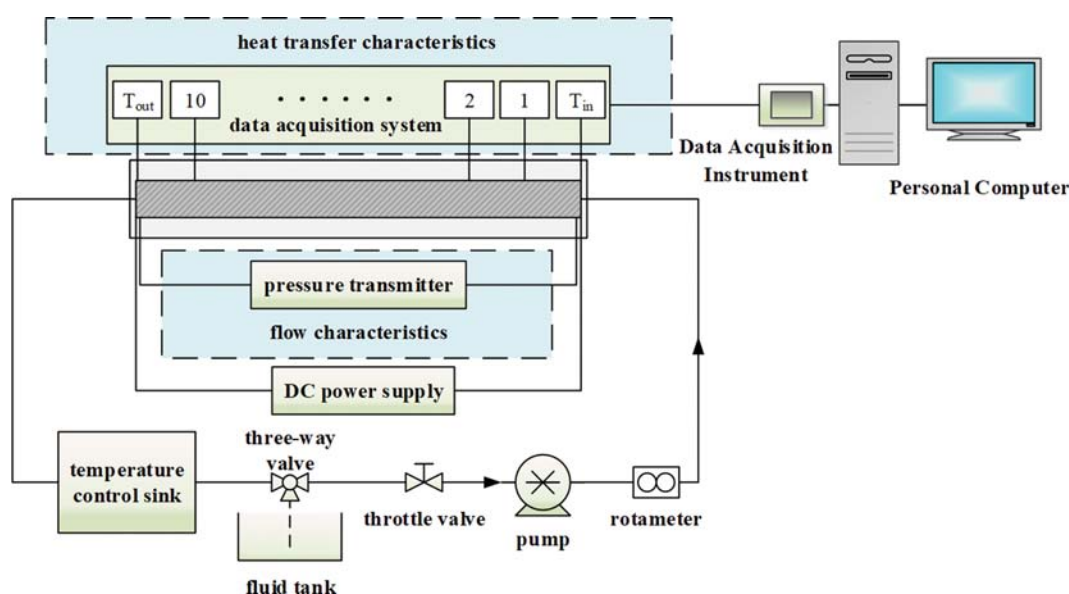 heat transfer characteristics
T_out 10 . . . . . . 2 1 T_in
data acquisition system
Data Acquisition
Instrument
Personal Computer
pressure transmitter
flow characteristics
DC power supply
three-way
valve
temperature
control sink
throttle valve
pump
rotameter
fluid tank